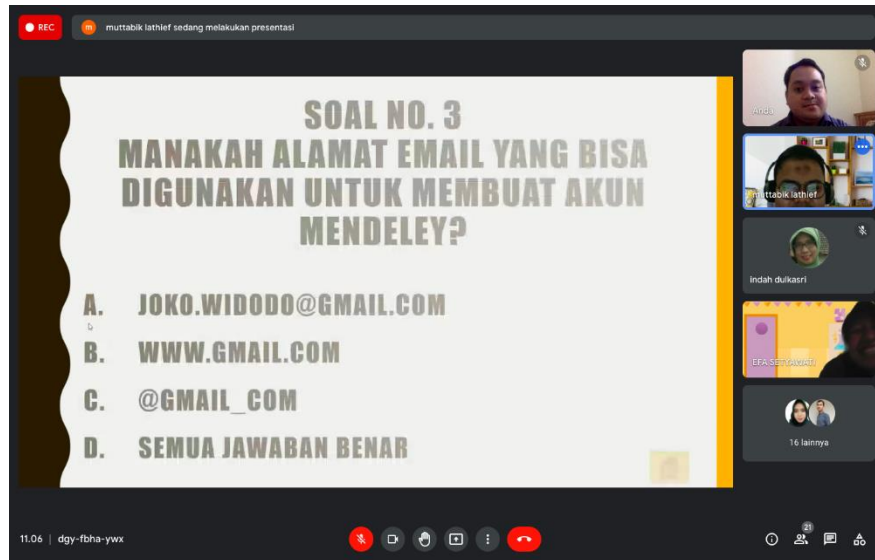 REC
m
muttabik lathief sedang melakukan presentasi
SOAL NO. 3
MANAKAH ALAMAT EMAIL YANG BISA
DIGUNAKAN UNTUK MEMBUAT AKUN
MENDELEY?
A. JOKO.WIDODO@GMAIL.COM
B. WWW.GMAIL.COM
C. @GMAIL_COM
D. SEMUA JAWABAN BENAR
Anda
muttabik lathief
indah dulkasri
EFA SETYAWATI
16 lainnya
11.06 | dgy-fbha-ywx
21